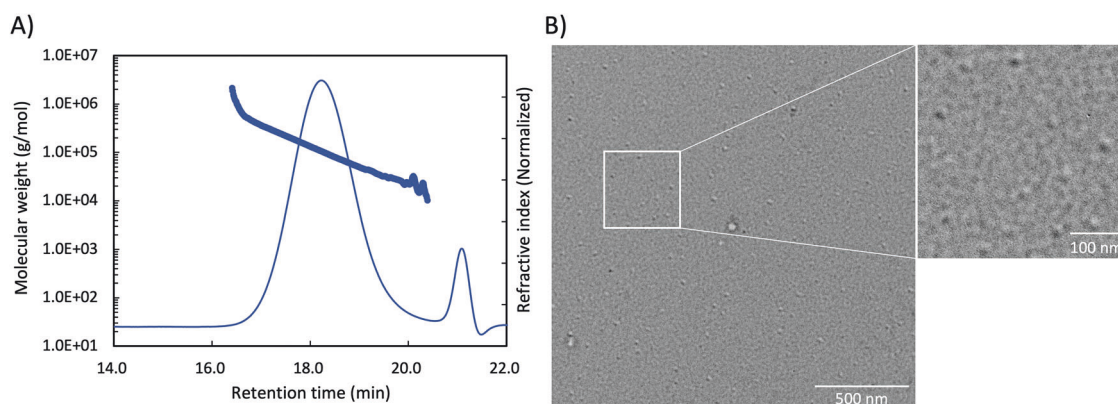 A)
Molecular weight (g/mol)
1.0E+07
1.0E+06
1.0E+05
1.0E+04
1.0E+03
1.0E+02
1.0E+01
14.0 16.0 18.0 20.0 22.0
Retention time (min)
Refractive index (Normalized)
B)
500 nm
100 nm